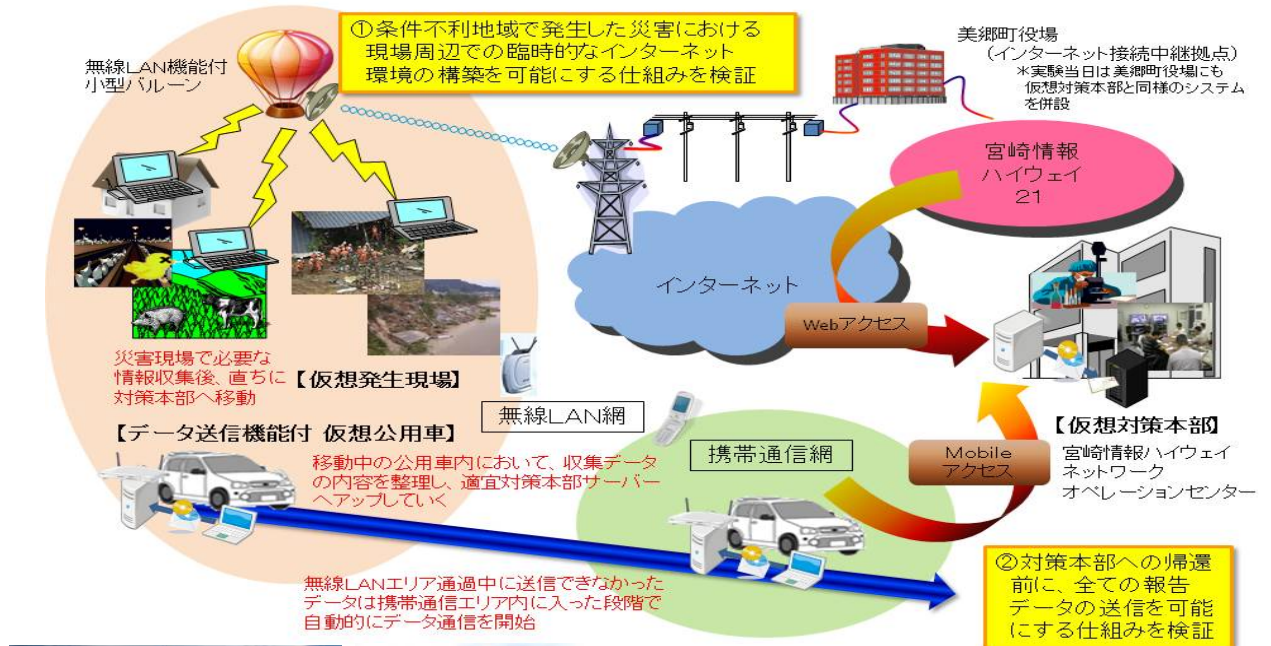 ①条件不利地域で発生した災害における
現場周辺での臨時的なインターネット
環境の構築を可能にする仕組みを検証
無線LAN機能付
小型バルーン
美郷町役場
(インターネット接続中継拠点)
*実験当日は美郷町役場にも
仮想対策本部と同様のシステム
を併設
宮崎情報
ハイウェイ
21
インターネット
Webアクセス
災害現場で必要な
情報収集後、直ちに
対策本部へ移動
【仮想発生現場】
無線LAN網
【データ送信機能付 仮想公用車】
移動中の公用車内において、収集データ
の内容を整理し、適宜対策本部サーバー
へアップしていく
携帯通信網
Mobile
アクセス
【仮想対策本部】
宮崎情報ハイウェイ
ネットワーク
オペレーションセンター
無線LANエリア通過中に送信できなかった
データは携帯通信エリア内に入った段階で
自動的にデータ通信を開始
②対策本部への帰還
前に、全ての報告
データの送信を可能
にする仕組みを検証